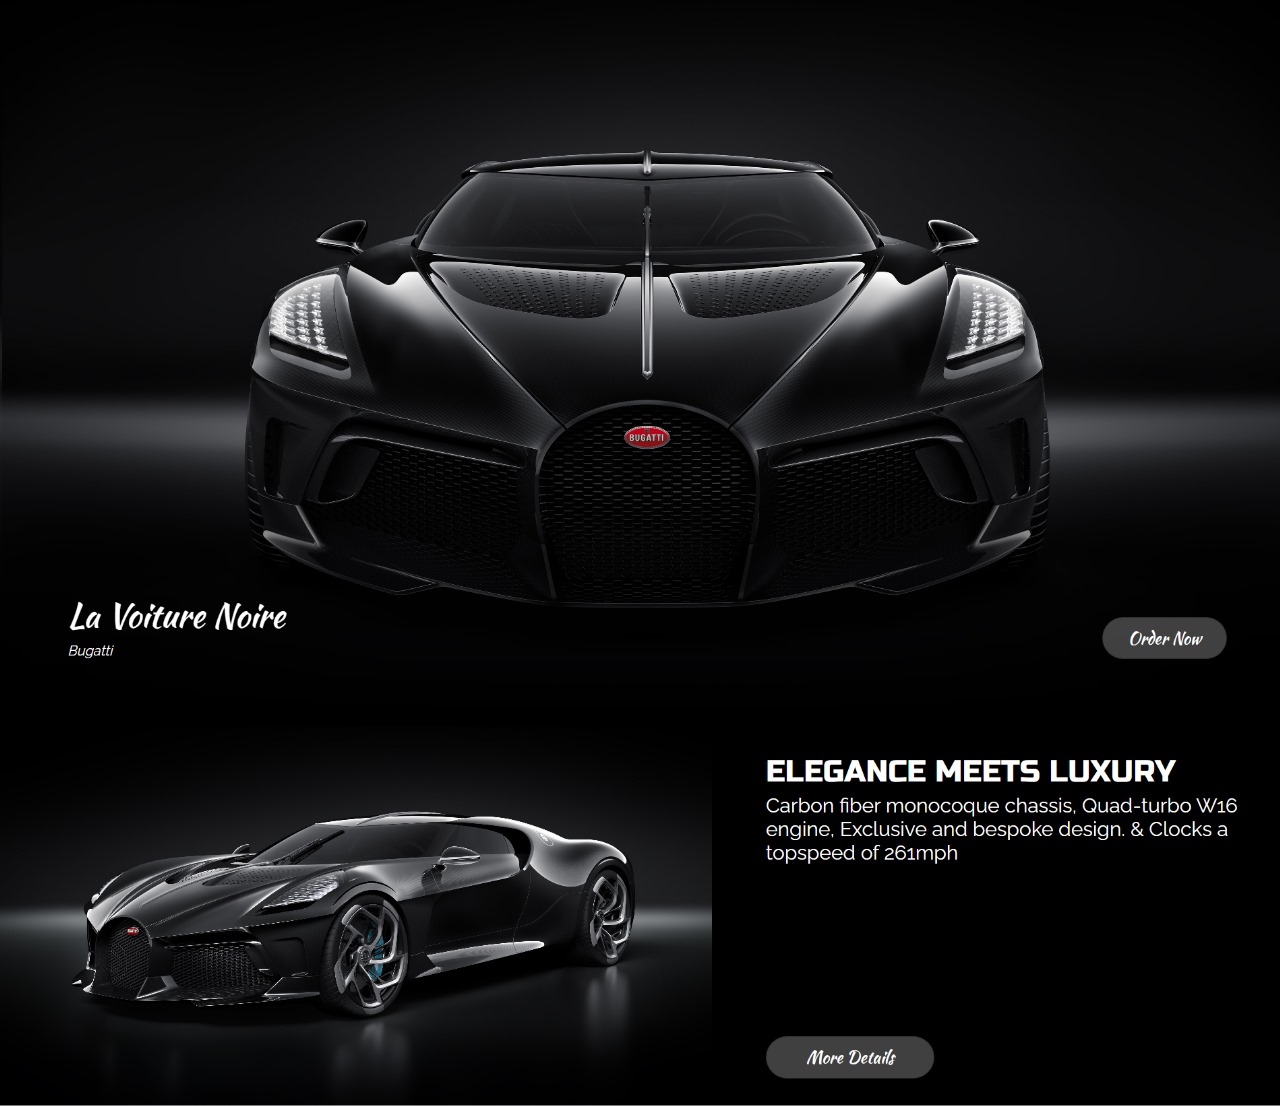 BUGATTI
La Voiture Noire
Bugatti
Order Now
ELEGANCE MEETS LUXURY
Carbon fiber monocoque chassis, Quad-turbo W16
engine, Exclusive and bespoke design. & Clocks a
topspeed of 261mph
More Details